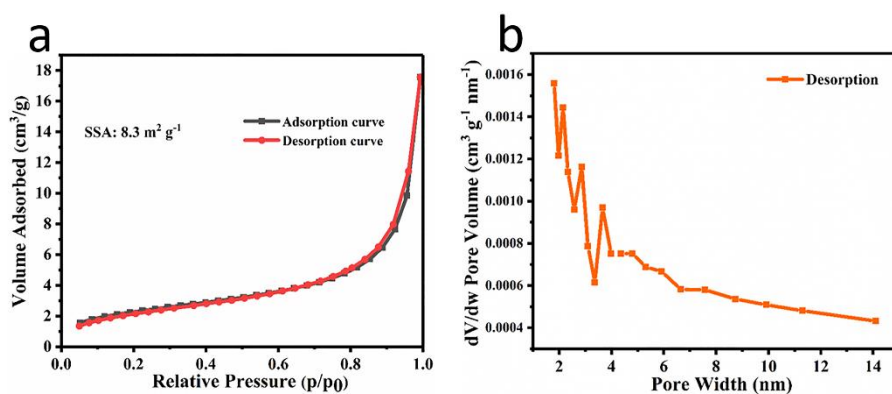 a
18
16
14
12
10
8
6
4
2
0
Volume Adsorbed (cm³/g)
SSA: 8.3 m² g⁻¹
Adsorption curve
Desorption curve
0.0 0.2 0.4 0.6 0.8 1.0
Relative Pressure (p/p₀)
b
0.0016
0.0014
0.0012
0.0010
0.0008
0.0006
0.0004
dV/dw Pore Volume (cm³ g⁻¹ nm⁻¹)
Desorption
2 4 6 8 10 12 14
Pore Width (nm)